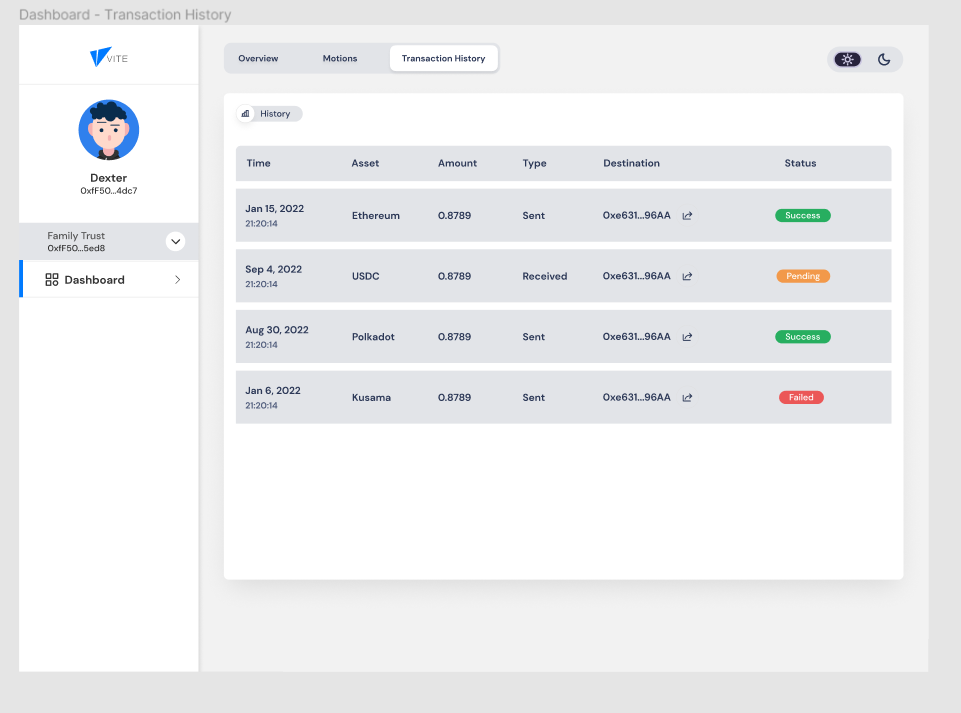 Dashboard - Transaction History
VITE
Overview Motions Transaction History
History
Dexter
0xfF50...4dc7
Family Trust
0xfF50...5ed8
Dashboard
Time Asset Amount Type Destination Status
Jan 15, 2022
21:20:14
Ethereum 0.8789 Sent 0xe631...96AA Success
Sep 4, 2022
21:20:14
USDC 0.8789 Received 0xe631...96AA Pending
Aug 30, 2022
21:20:14
Polkadot 0.8789 Sent 0xe631...96AA Success
Jan 6, 2022
21:20:14
Kusama 0.8789 Sent 0xe631...96AA Failed